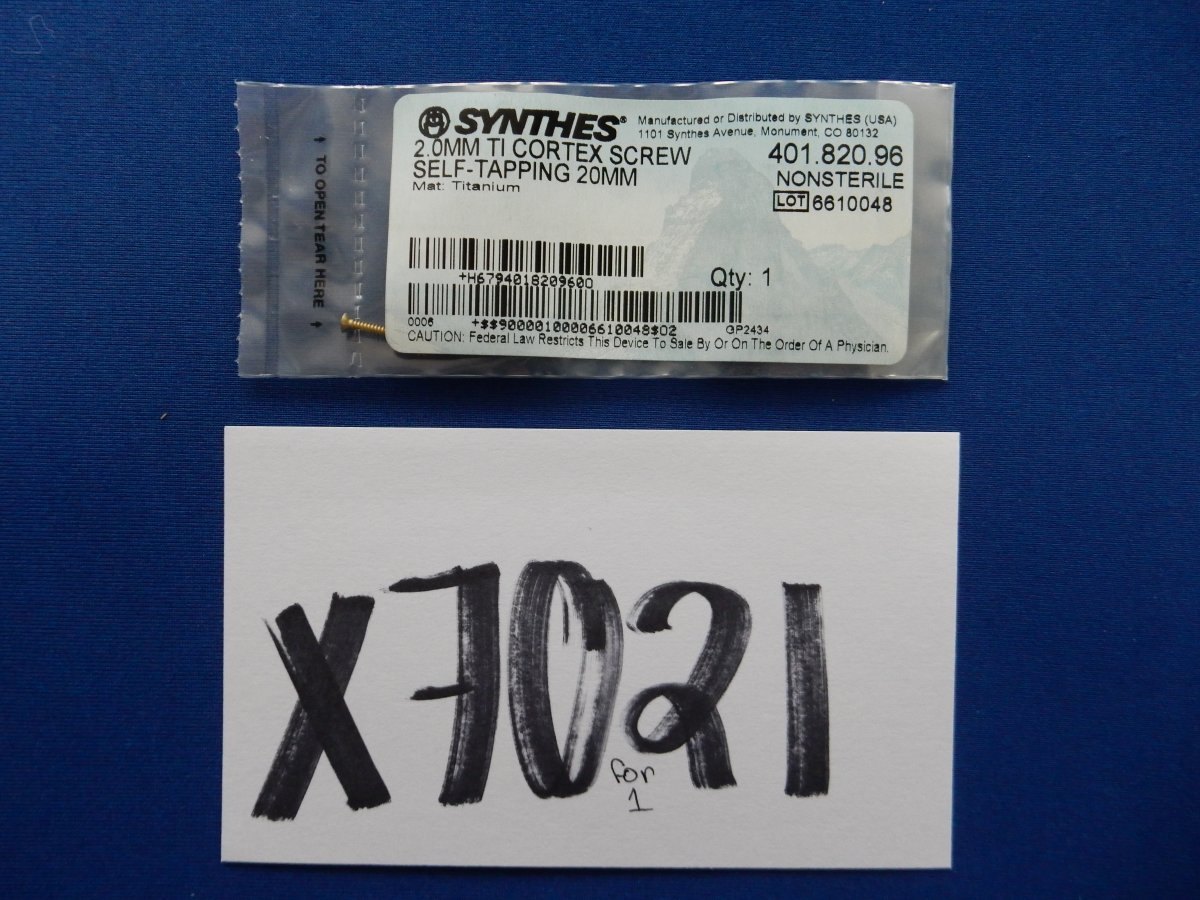 ↑ TO OPEN TEAR HERE ↑
SYNTHES®
Manufactured or Distributed by SYNTHES (USA)
1101 Synthes Avenue, Monument, CO 80132
2.0MM TI CORTEX SCREW
SELF-TAPPING 20MM
Mat: Titanium
401.820.96
NONSTERILE
LOT 6610048
+H679401820960O
Qty: 1
0006 +$$90000100006610048$02 GP2434
CAUTION: Federal Law Restricts This Device To Sale By Or On The Order Of A Physician.
X7021
for
1